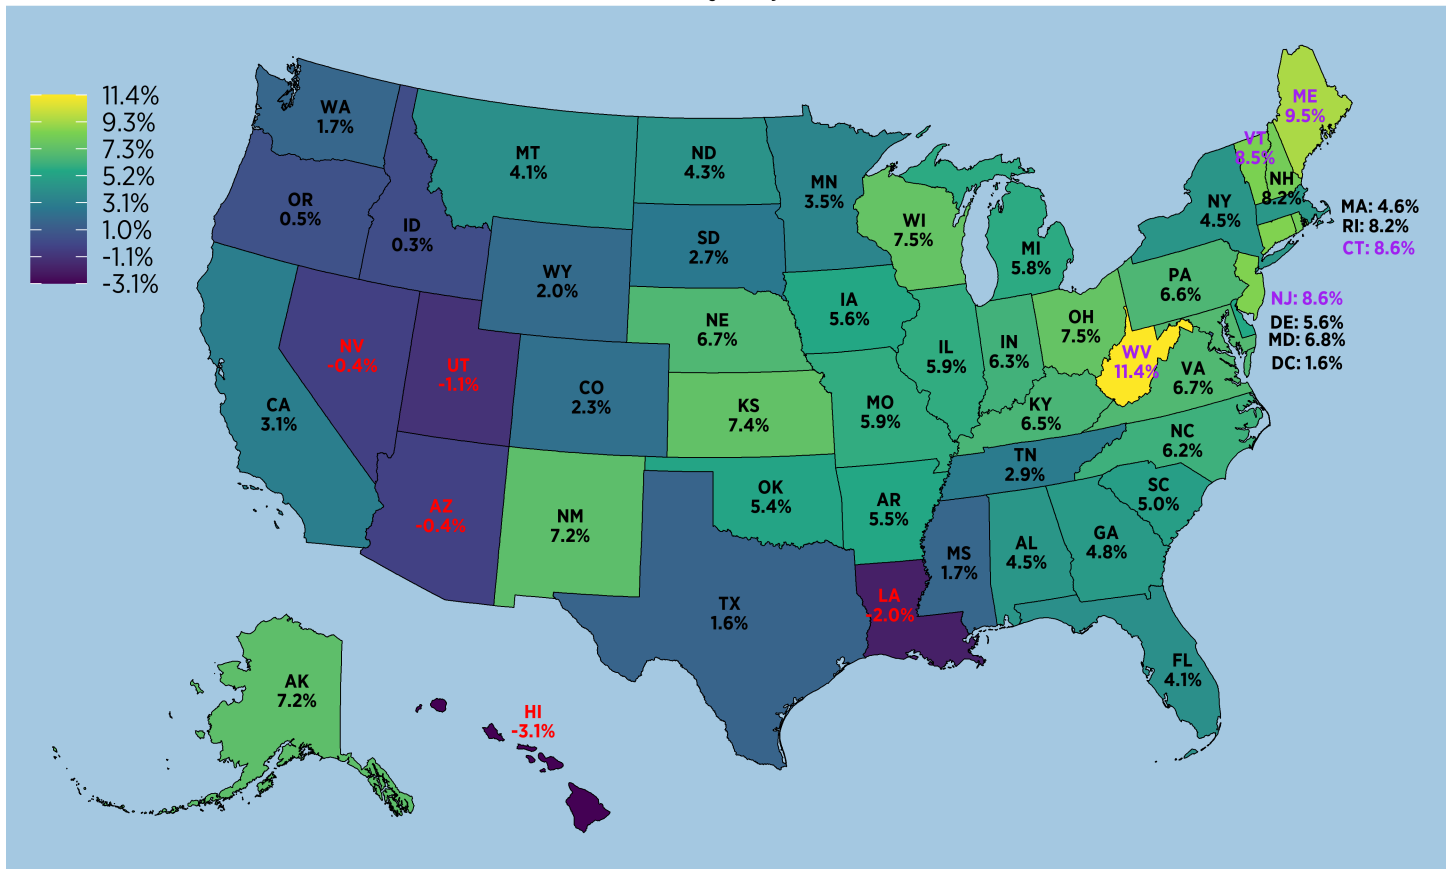 11.4%
9.3%
7.3%
5.2%
3.1%
1.0%
-1.1%
-3.1%
WA
1.7%
OR
0.5%
ID
0.3%
MT
4.1%
ND
4.3%
MN
3.5%
SD
2.7%
WY
2.0%
WI
7.5%
MI
5.8%
NY
4.5%
VT
8.5%
NH
8.2%
ME
9.5%
MA: 4.6%
RI: 8.2%
CT: 8.6%
NJ: 8.6%
DE: 5.6%
MD: 6.8%
DC: 1.6%
PA
6.6%
OH
7.5%
IN
6.3%
IL
5.9%
IA
5.6%
NE
6.7%
NV
-0.4%
UT
-1.1%
CO
2.3%
CA
3.1%
KS
7.4%
MO
5.9%
KY
6.5%
WV
11.4%
VA
6.7%
NC
6.2%
TN
2.9%
SC
5.0%
GA
4.8%
AL
4.5%
MS
1.7%
AR
5.5%
OK
5.4%
NM
7.2%
AZ
-0.4%
TX
1.6%
LA
-2.0%
FL
4.1%
AK
7.2%
HI
-3.1%